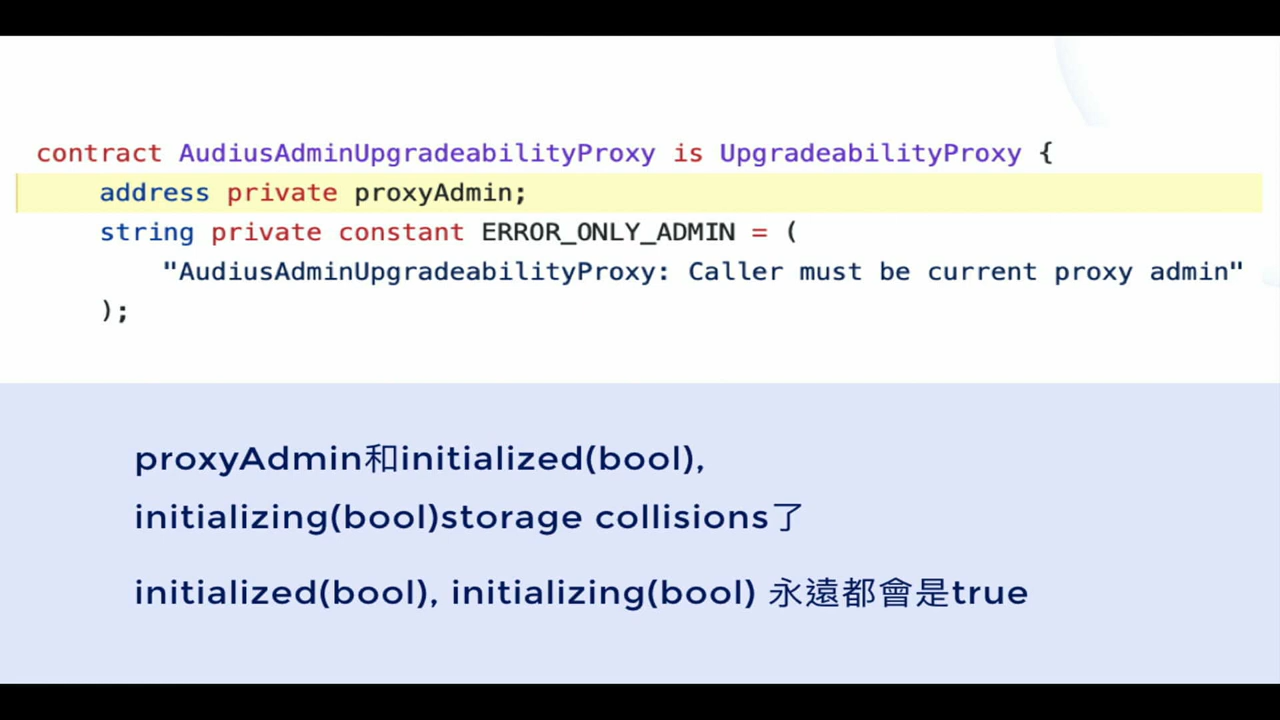 contract AudiusAdminUpgradeabilityProxy is UpgradeabilityProxy {
address private proxyAdmin;
string private constant ERROR_ONLY_ADMIN = (
"AudiusAdminUpgradeabilityProxy: Caller must be current proxy admin"
);
proxyAdmin和initialized(bool),
initializing(bool)storage collisions了
initialized(bool), initializing(bool) 永遠都會是true